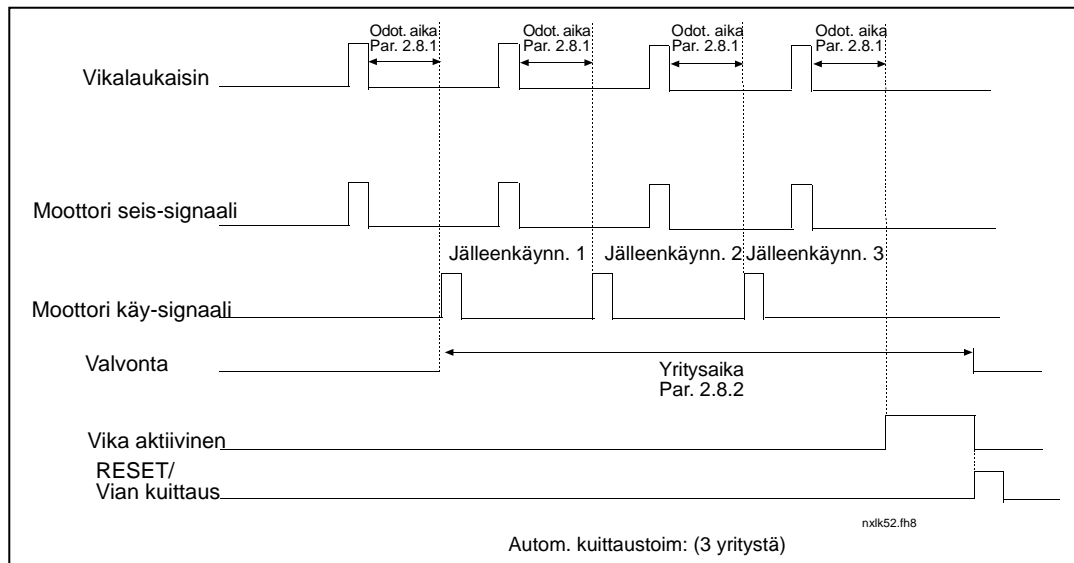 Odot. aika Odot. aika Odot. aika Odot. aika
Par. 2.8.1 Par. 2.8.1 Par. 2.8.1 Par. 2.8.1
Vikalaukaisin
Moottori seis-signaali
Jälleenkäynn. 1 Jälleenkäynn. 2 Jälleenkäynn. 3
Moottori käy-signaali
Valvonta
Yritysaika
Par. 2.8.2
Vika aktiivinen
RESET/
Vian kuittaus
nxlk52.fh8
Autom. kuittaustoim: (3 yritystä)